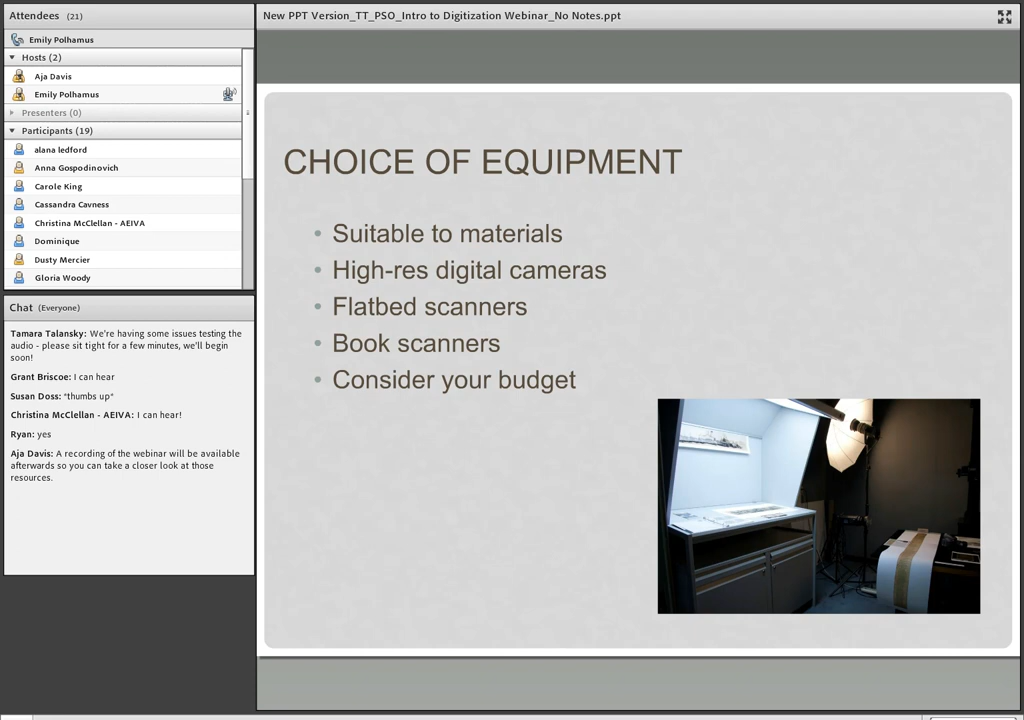 Attendees (21)
Emily Polhamus
Hosts (2)
Aja Davis
Emily Polhamus
Presenters (0)
Participants (19)
alana ledford
Anna Gospodinovich
Carole King
Cassandra Cavness
Christina McClellan - AEIVA
Dominique
Dusty Mercier
Gloria Woody
Chat (Everyone)
Tamara Talansky: We're having some issues testing the
audio - please sit tight for a few minutes, we'll begin
soon!
Grant Briscoe: I can hear
Susan Doss: *thumbs up*
Christina McClellan - AEIVA: I can hear!
Ryan: yes
Aja Davis: A recording of the webinar will be available
afterwards so you can take a closer look at those
resources.
New PPT Version_TT_PSO_Intro to Digitization Webinar_No Notes.ppt
CHOICE OF EQUIPMENT
• Suitable to materials
• High-res digital cameras
• Flatbed scanners
• Book scanners
• Consider your budget